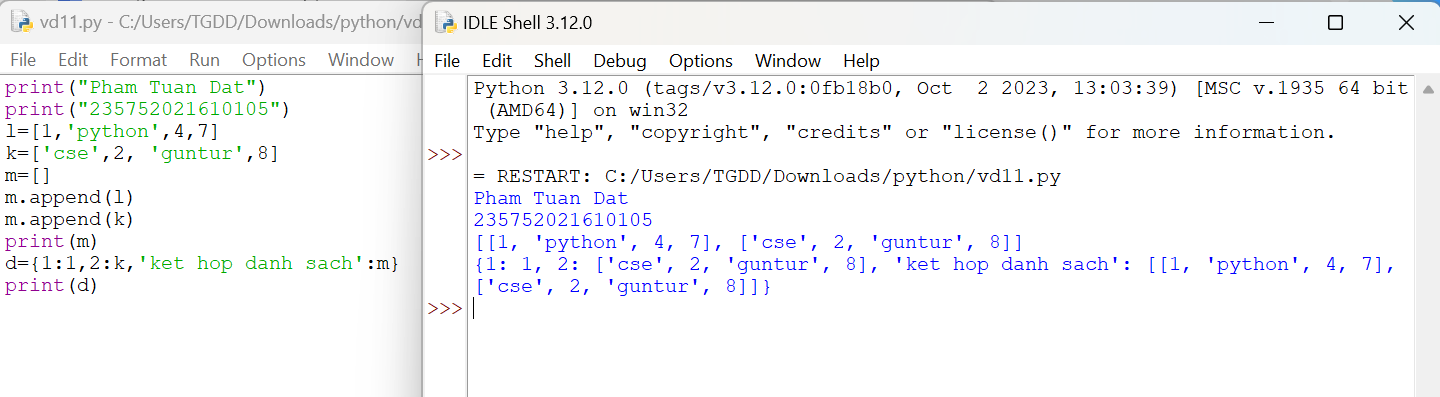 vd11.py - C:/Users/TGDD/Downloads/python/vd
File Edit Format Run Options Window
print("Pham Tuan Dat")
print("235752021610105")
l=[1,'python',4,7]
k=['cse',2, 'guntur',8]
m=[]
m.append(l)
m.append(k)
print(m)
d={1:1,2:k,'ket hop danh sach':m}
print(d)
IDLE Shell 3.12.0
File Edit Shell Debug Options Window Help
Python 3.12.0 (tags/v3.12.0:0fb18b0, Oct  2 2023, 13:03:39) [MSC v.1935 64 bit
(AMD64)] on win32
Type "help", "copyright", "credits" or "license()" for more information.
>>>
= RESTART: C:/Users/TGDD/Downloads/python/vd11.py
Pham Tuan Dat
235752021610105
[[1, 'python', 4, 7], ['cse', 2, 'guntur', 8]]
{1: 1, 2: ['cse', 2, 'guntur', 8], 'ket hop danh sach': [[1, 'python', 4, 7],
['cse', 2, 'guntur', 8]]}
>>>